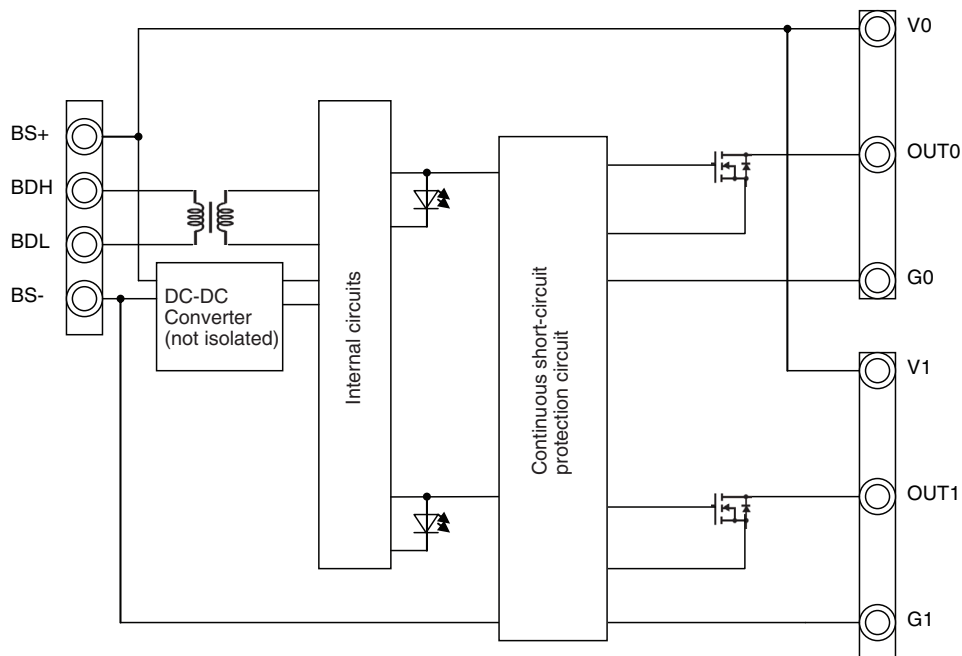 V0
BS+
BDH
BDL
BS-
DC-DC
Converter
(not isolated)
Internal circuits
Continuous short-circuit
protection circuit
OUT0
G0
V1
OUT1
G1